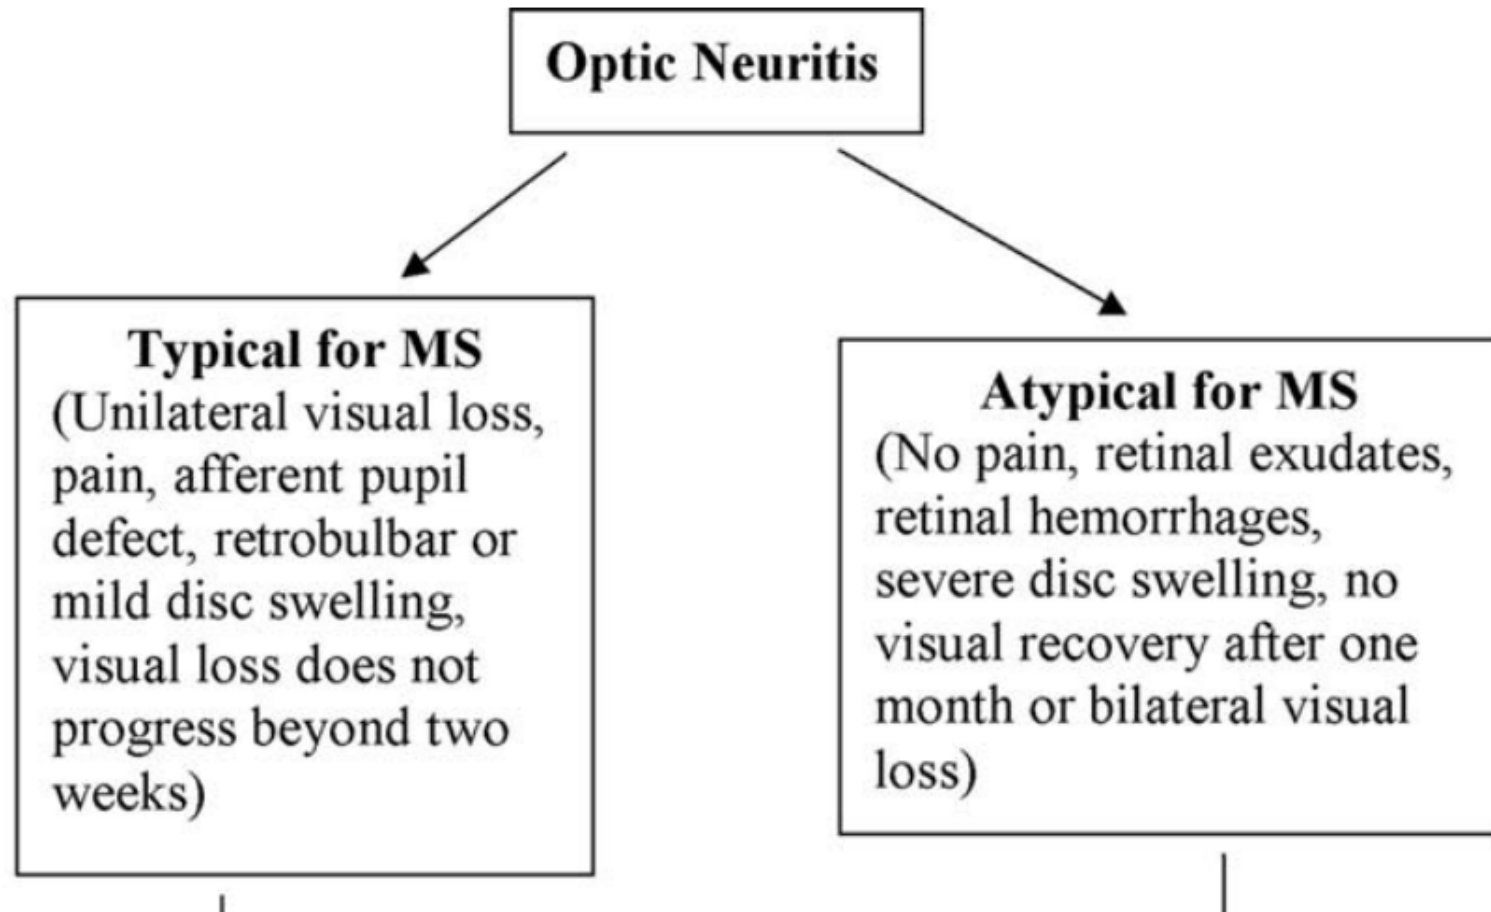 Optic Neuritis
Typical for MS
(Unilateral visual loss,
pain, afferent pupil
defect, retrobulbar or
mild disc swelling,
visual loss does not
progress beyond two
weeks)
Atypical for MS
(No pain, retinal exudates,
retinal hemorrhages,
severe disc swelling, no
visual recovery after one
month or bilateral visual
loss)